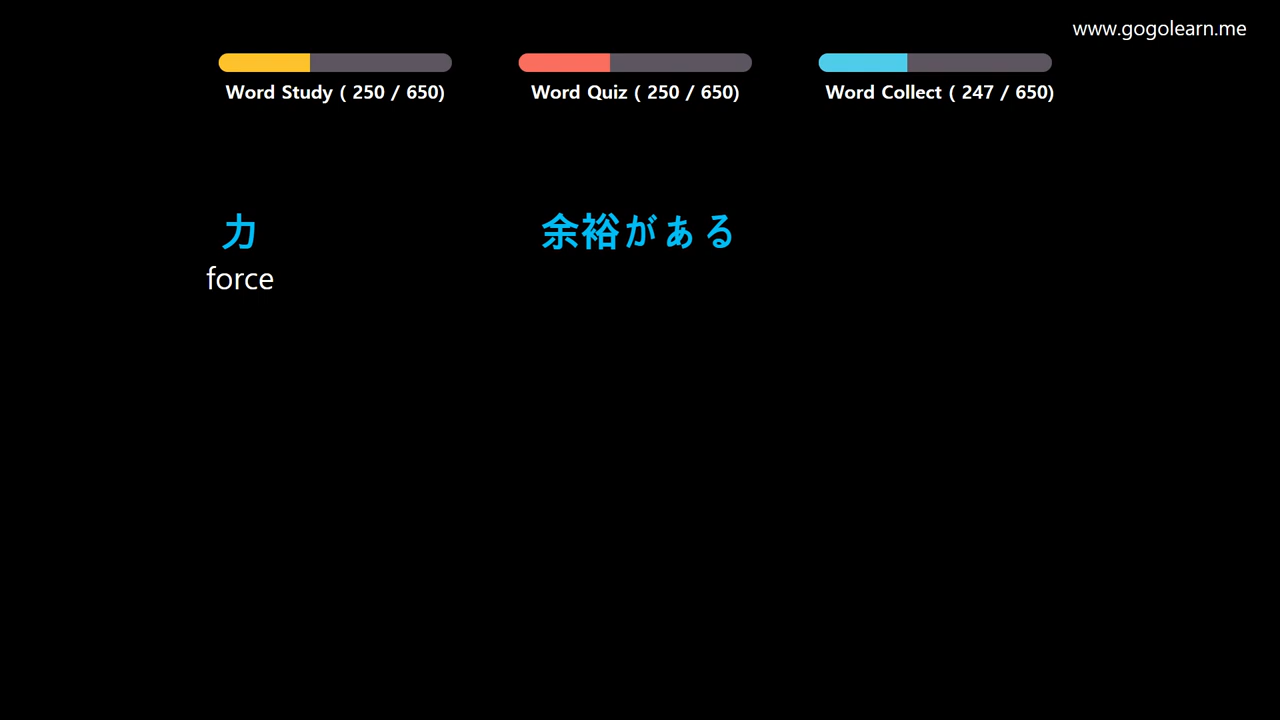 www.gogolearn.me
Word Study ( 250 / 650)
Word Quiz ( 250 / 650)
Word Collect ( 247 / 650)
力
force
余裕がある